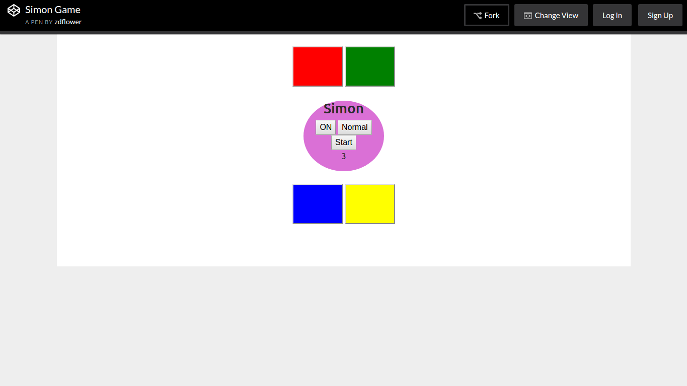 Simon Game
A PEN BY zdflower
Fork
Change View
Log In
Sign Up
Simon
ON Normal
Start
3